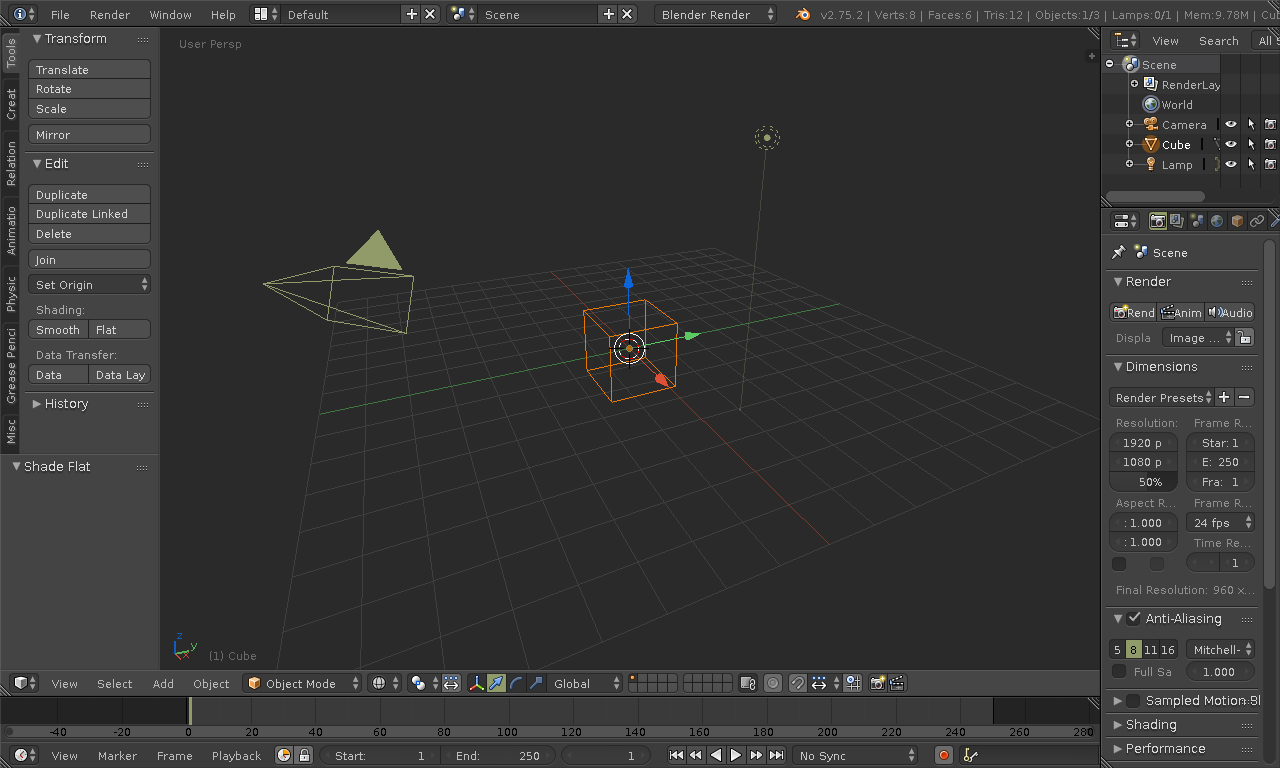 File Render Window Help Default Scene Blender Render v2.75.2 | Verts:8 | Faces:6 | Tris:12 | Objects:1/3 | Lamps:0/1 | Mem:9.78M | Cu
Tools
Creat
Relation
Animatio
Physic
Grease Penci
Misc
Transform
Translate
Rotate
Scale
Mirror
Edit
Duplicate
Duplicate Linked
Delete
Join
Set Origin
Shading:
Smooth Flat
Data Transfer:
Data Data Lay
History
Shade Flat
User Persp
z
y
x
(1) Cube
View Search All
Scene
RenderLay
World
Camera
Cube
Lamp
Scene
Render
Rend Anim Audio
Displa Image ...
Dimensions
Render Presets
Resolution: Frame R...
1920 p Star: 1
1080 p E: 250
50% Fra: 1
Aspect R... Frame R...
: 1.000 24 fps
: 1.000 Time Re...
1
Final Resolution: 960 x...
Anti-Aliasing
5 8 11 16 Mitchell-
Full Sa 1.000
Sampled Motion Bl
Shading
Performance
View Select Add Object Object Mode Global
-40 -20 0 20 40 60 80 100 120 140 160 180 200 220 240 260 280
View Marker Frame Playback Start: 1 End: 250 1 No Sync